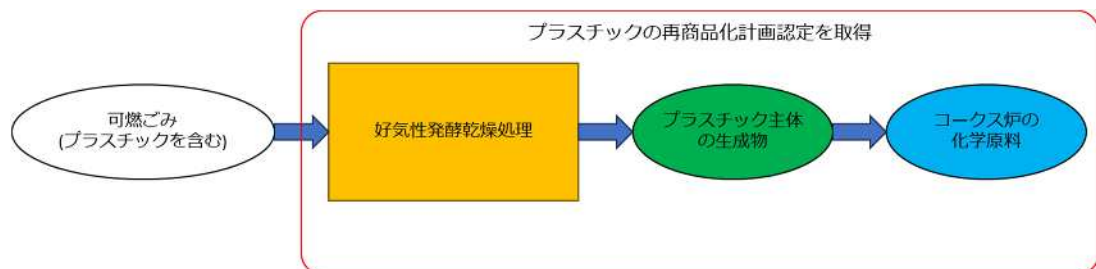 プラスチックの再商品化計画認定を取得
可燃ごみ
(プラスチックを含む)
好気性発酵乾燥処理
プラスチック主体
の生成物
コークス炉の
化学原料